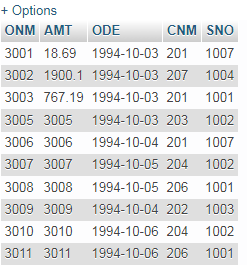 + Options
ONM AMT ODE CNM SNO
3001 18.69 1994-10-03 201 1007
3002 1900.1 1994-10-03 207 1004
3003 767.19 1994-10-03 201 1001
3005 3005 1994-10-03 203 1002
3006 3006 1994-10-04 201 1007
3007 3007 1994-10-05 204 1002
3008 3008 1994-10-05 206 1001
3009 3009 1994-10-04 202 1003
3010 3010 1994-10-06 204 1002
3011 3011 1994-10-06 206 1001